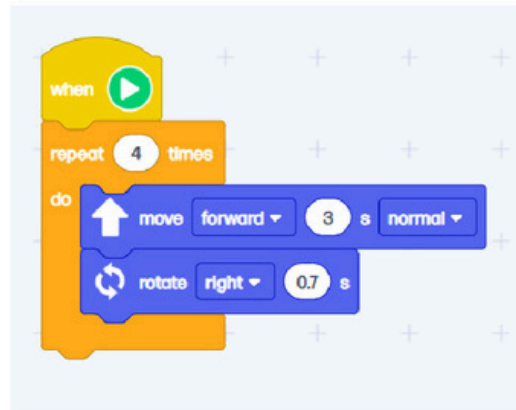 when
repeat 4 times
do
move forward 3 s normal
rotate right 0.7 s